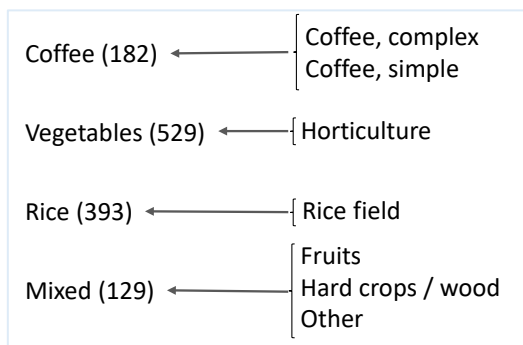 Coffee (182)
Coffee, complex
Coffee, simple
Vegetables (529)
Horticulture
Rice (393)
Rice field
Mixed (129)
Fruits
Hard crops / wood
Other